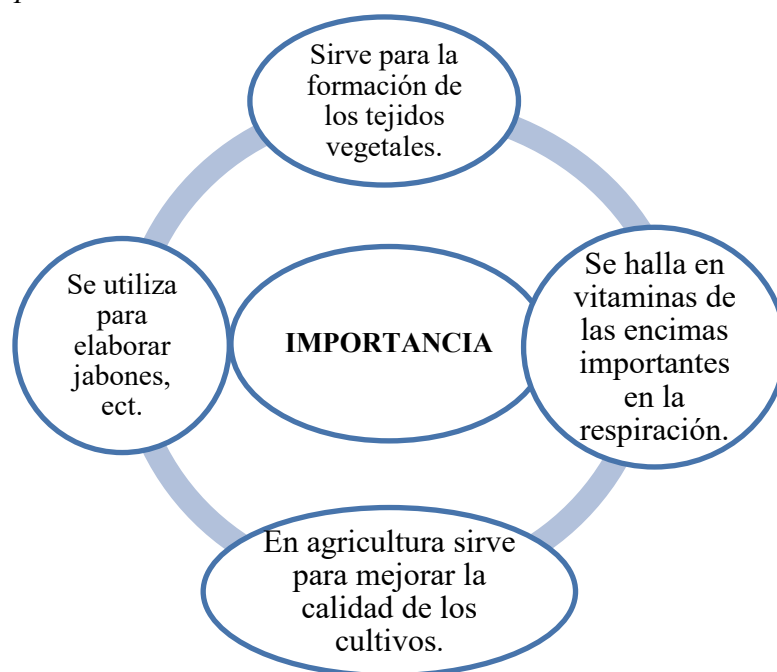 Sirve para la
formación de
los tejidos
vegetales.
Se utiliza
para
elaborar
jabones,
ect.
IMPORTANCIA
Se halla en
vitaminas de
las encimas
importantes
en la
respiración.
En agricultura sirve
para mejorar la
calidad de los
cultivos.